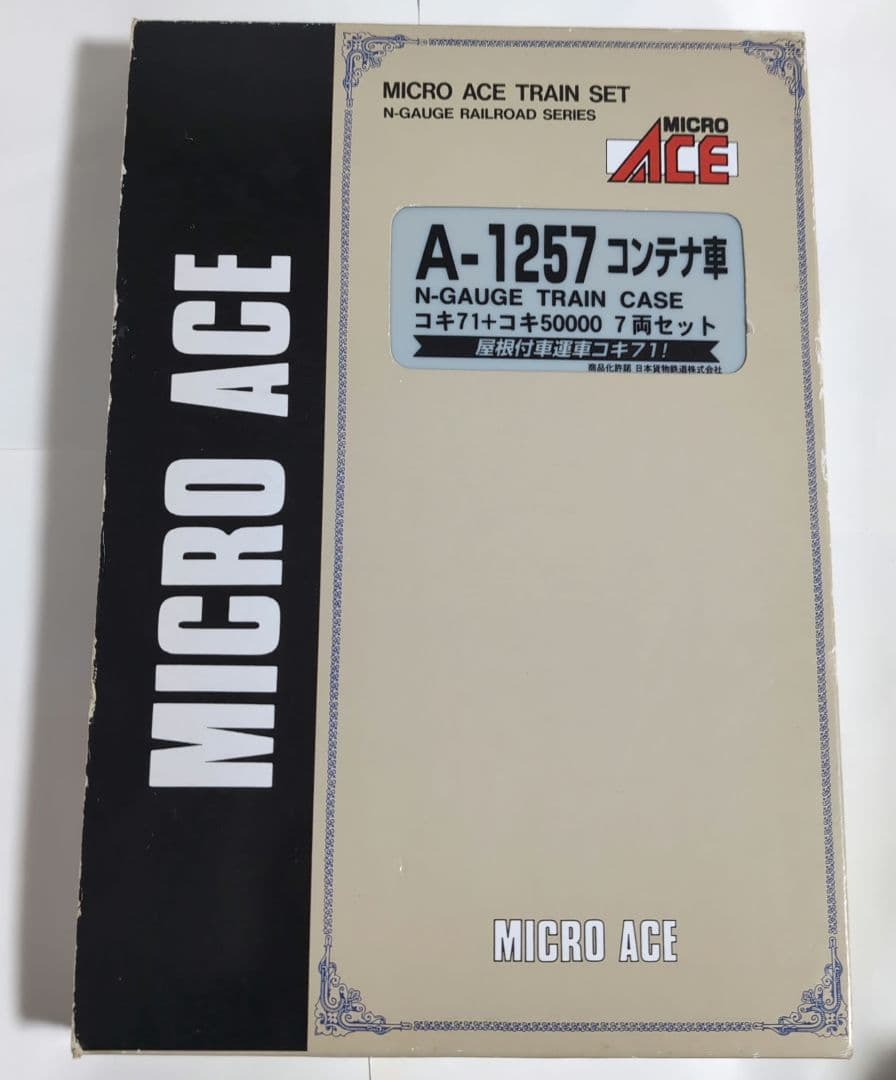 MICRO ACE
MICRO ACE TRAIN SET
N-GAUGE RAILROAD SERIES
MICRO
ACE
A-1257 コンテナ車
N-GAUGE TRAIN CASE
コキ71+コキ50000 7両セット
屋根付車運車コキ71!
商品化許諾 日本貨物鉄道株式会社
MICRO ACE